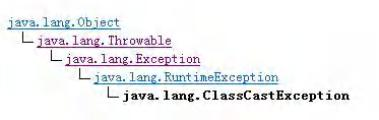 java.lang.Object
java.lang.Throwable
java.lang.Exception
java.lang.RuntimeException
java.lang.ClassCastException